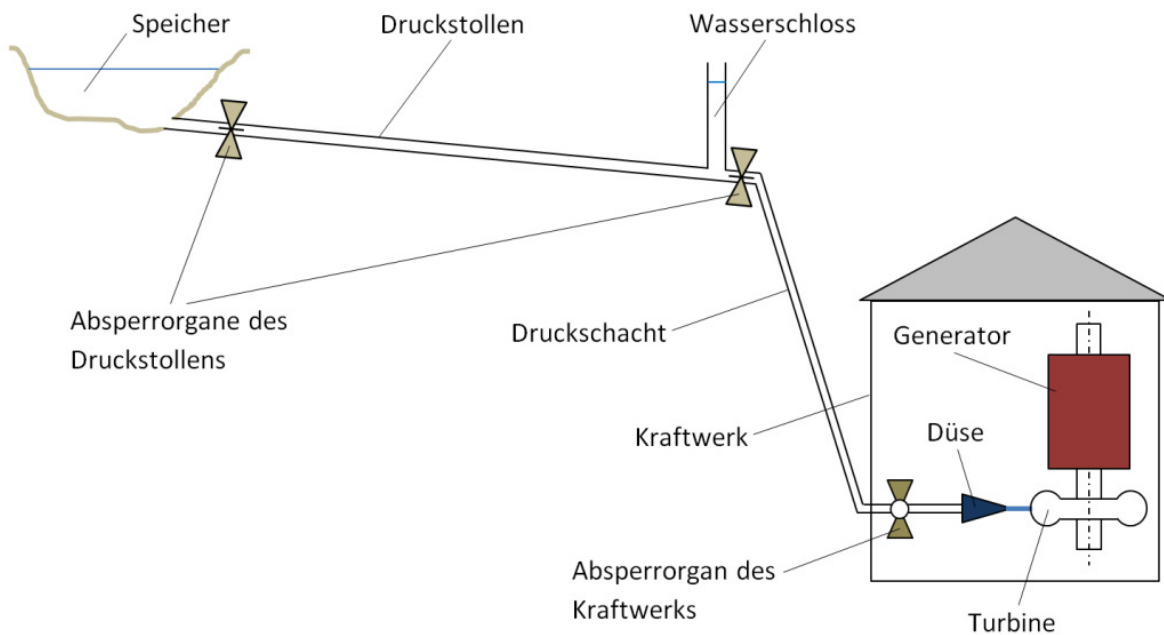 Speicher
Druckstollen
Wasserschloss
Absperrorgane des
Druckstollens
Druckschacht
Generator
Kraftwerk
Düse
Absperrorgan des
Kraftwerks
Turbine